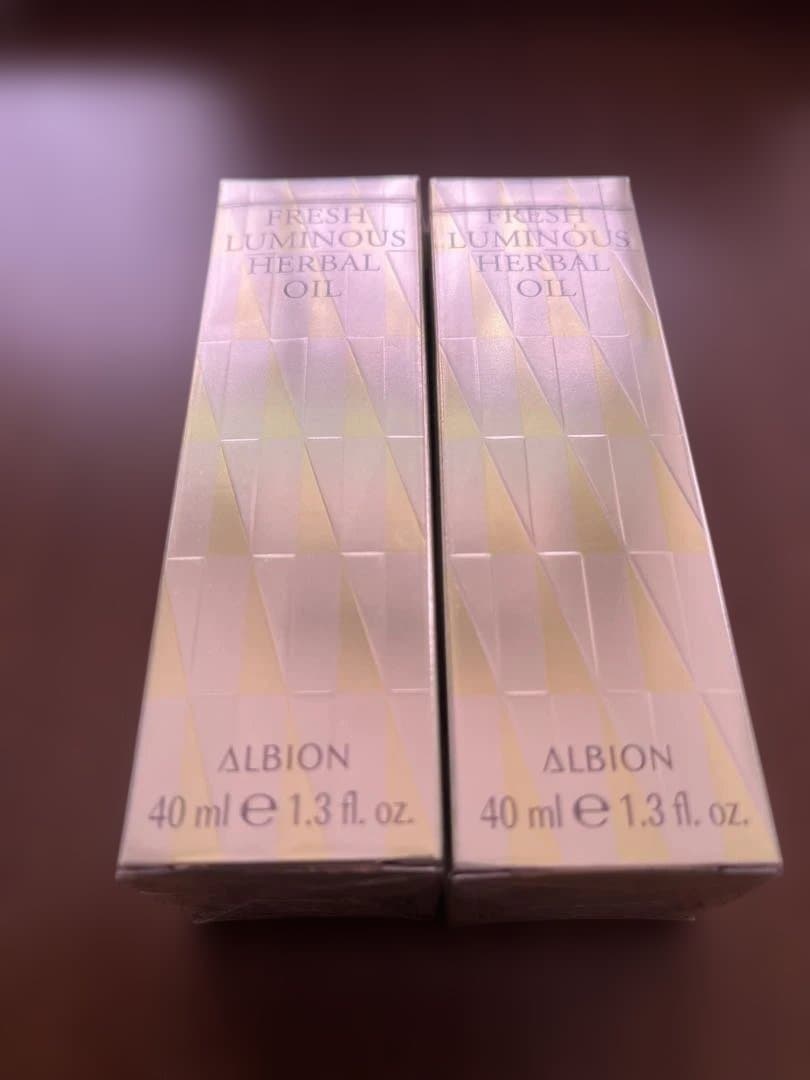 FRESH
LUMINOUS
HERBAL
OIL
ALBION
40 ml ℮ 1.3 fl. oz.
FRESH
LUMINOUS
HERBAL
OIL
ALBION
40 ml ℮ 1.3 fl. oz.